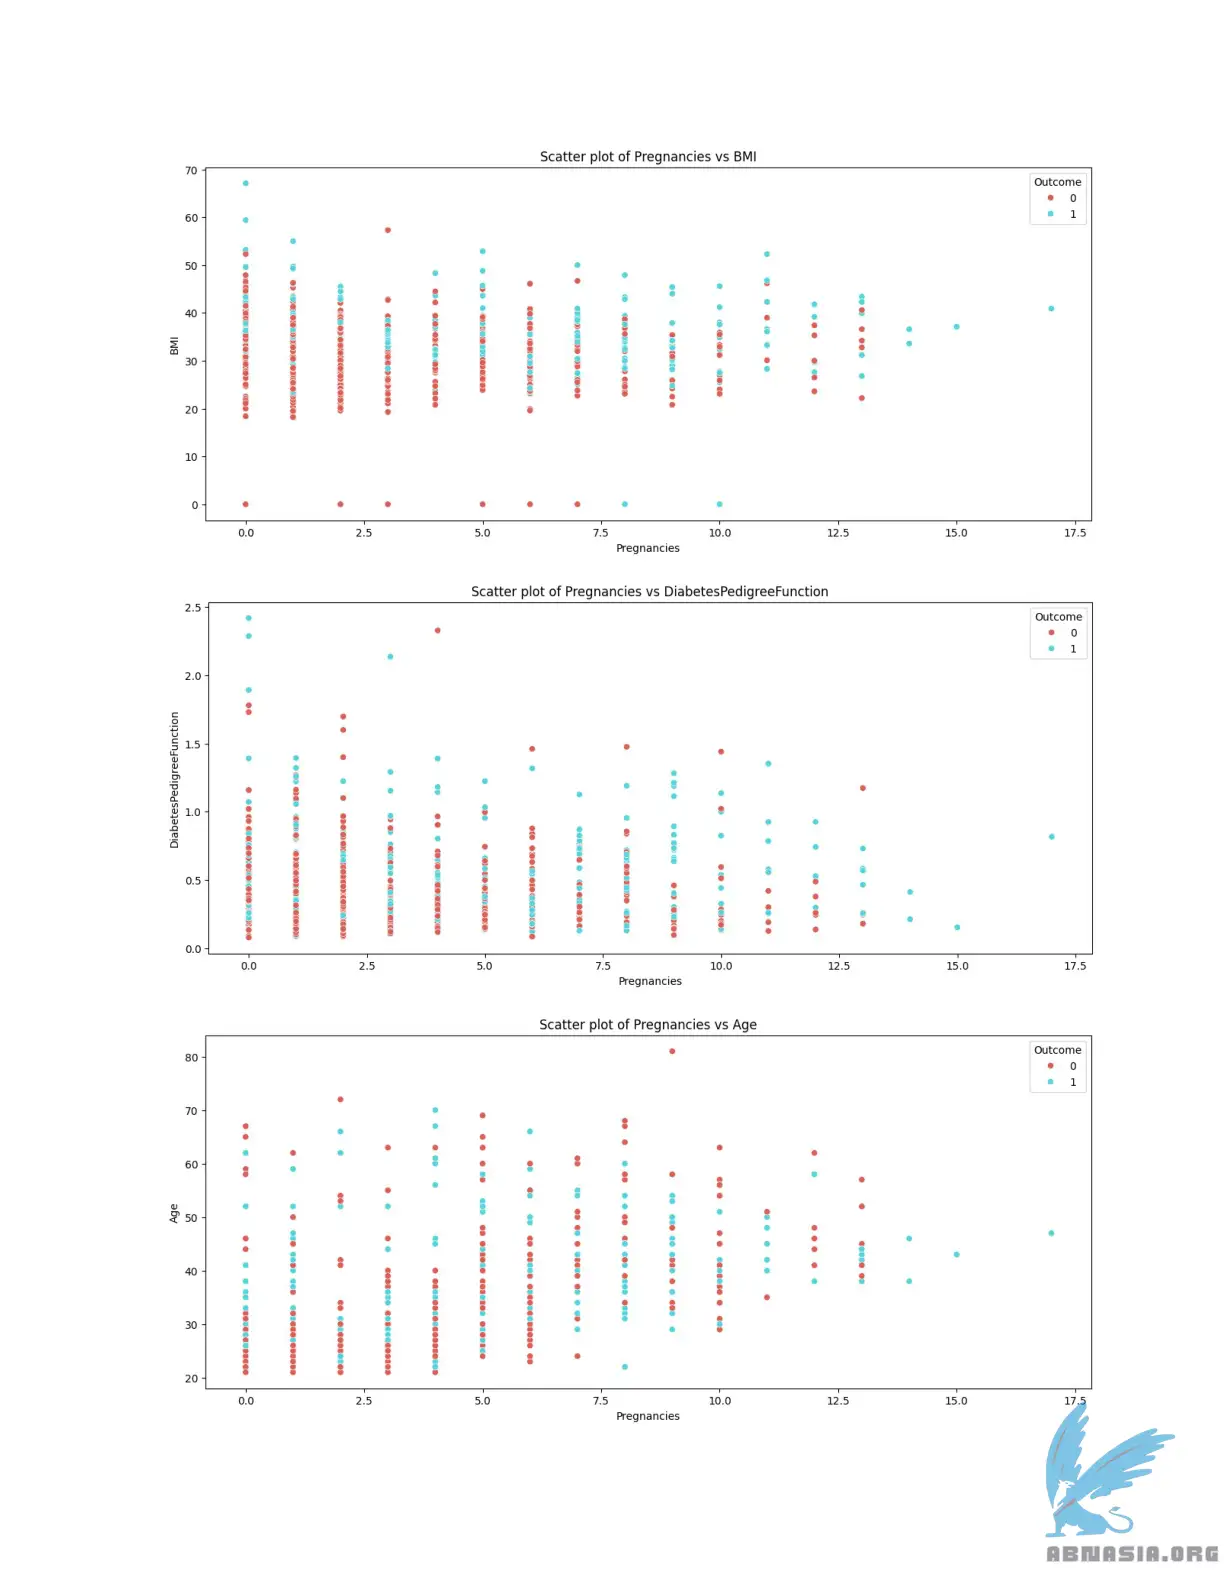 Scatter plot of Pregnancies vs BMI
70
60
50
40
30
20
10
0
BMI
Outcome
0
1
0.0 2.5 5.0 7.5 10.0 12.5 15.0 17.5
Pregnancies
Scatter plot of Pregnancies vs DiabetesPedigreeFunction
2.5
2.0
1.5
1.0
0.5
0.0
DiabetesPedigreeFunction
Outcome
0
1
0.0 2.5 5.0 7.5 10.0 12.5 15.0 17.5
Pregnancies
Scatter plot of Pregnancies vs Age
80
70
60
50
40
30
20
Age
Outcome
0
1
0.0 2.5 5.0 7.5 10.0 12.5 15.0 17.5
Pregnancies
ABNASIA.ORG